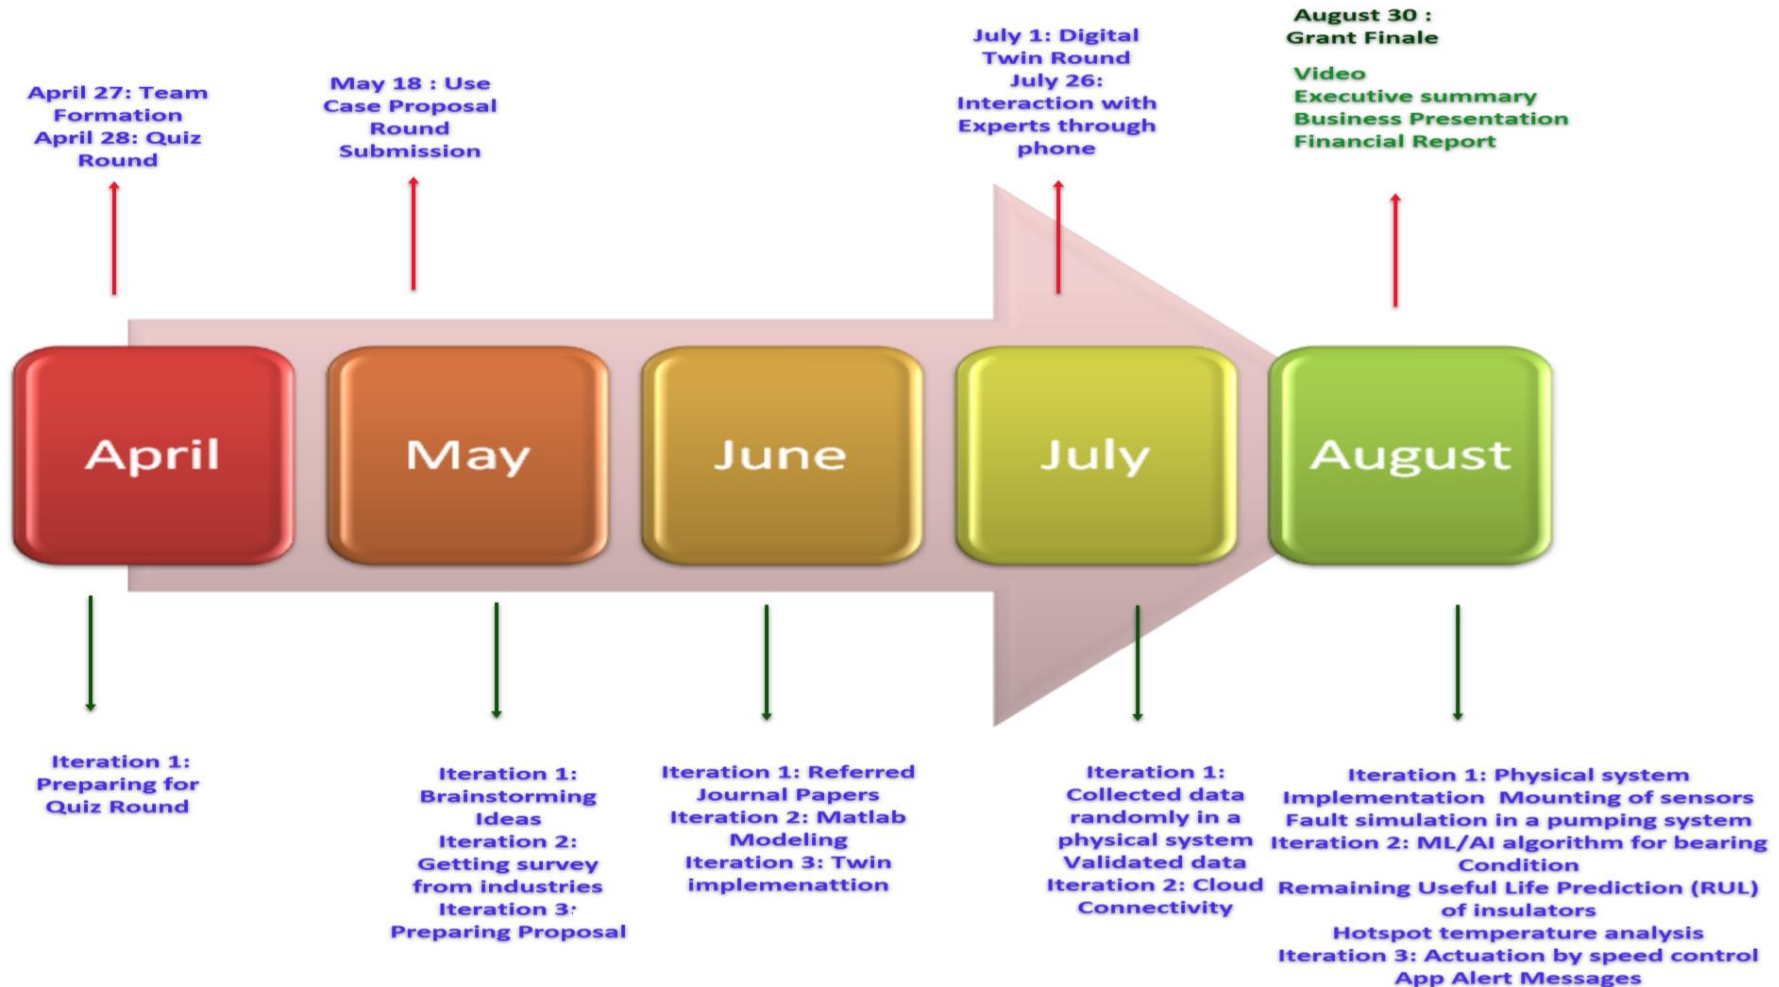 April 27: Team
Formation
April 28: Quiz
Round
May 18 : Use
Case Proposal
Round
Submission
July 1: Digital
Twin Round
July 26:
Interaction with
Experts through
phone
August 30 :
Grant Finale
Video
Executive summary
Business Presentation
Financial Report
April
May
June
July
August
Iteration 1:
Preparing for
Quiz Round
Iteration 1:
Brainstorming
Ideas
Iteration 2:
Getting survey
from industries
Iteration 3:
Preparing Proposal
Iteration 1: Referred
Journal Papers
Iteration 2: Matlab
Modeling
Iteration 3: Twin
implemenattion
Iteration 1:
Collected data
randomly in a
physical system
Validated data
Iteration 2: Cloud
Connectivity
Iteration 1: Physical system
Implementation  Mounting of sensors
Fault simulation in a pumping system
Iteration 2: ML/AI algorithm for bearing
Condition
Remaining Useful Life Prediction (RUL)
of insulators
Hotspot temperature analysis
Iteration 3: Actuation by speed control
App Alert Messages